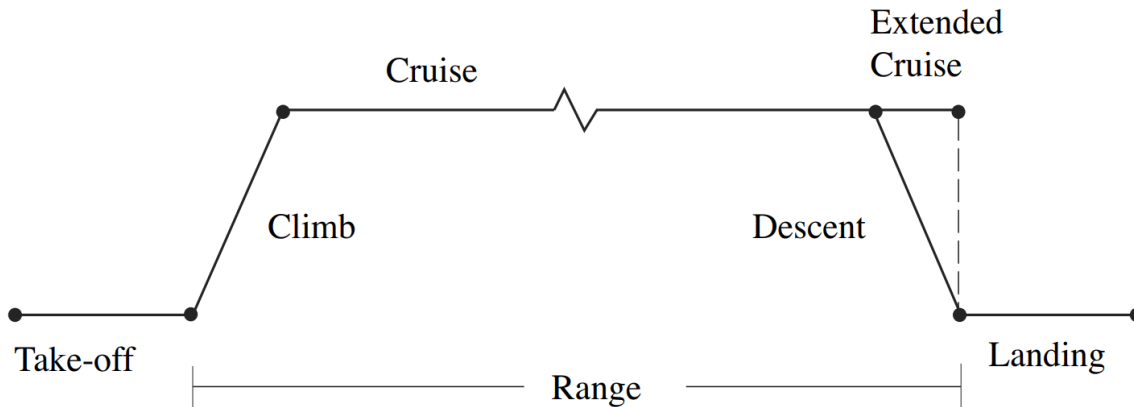 Extended
Cruise
Cruise
Climb
Descent
Take-off
Landing
Range